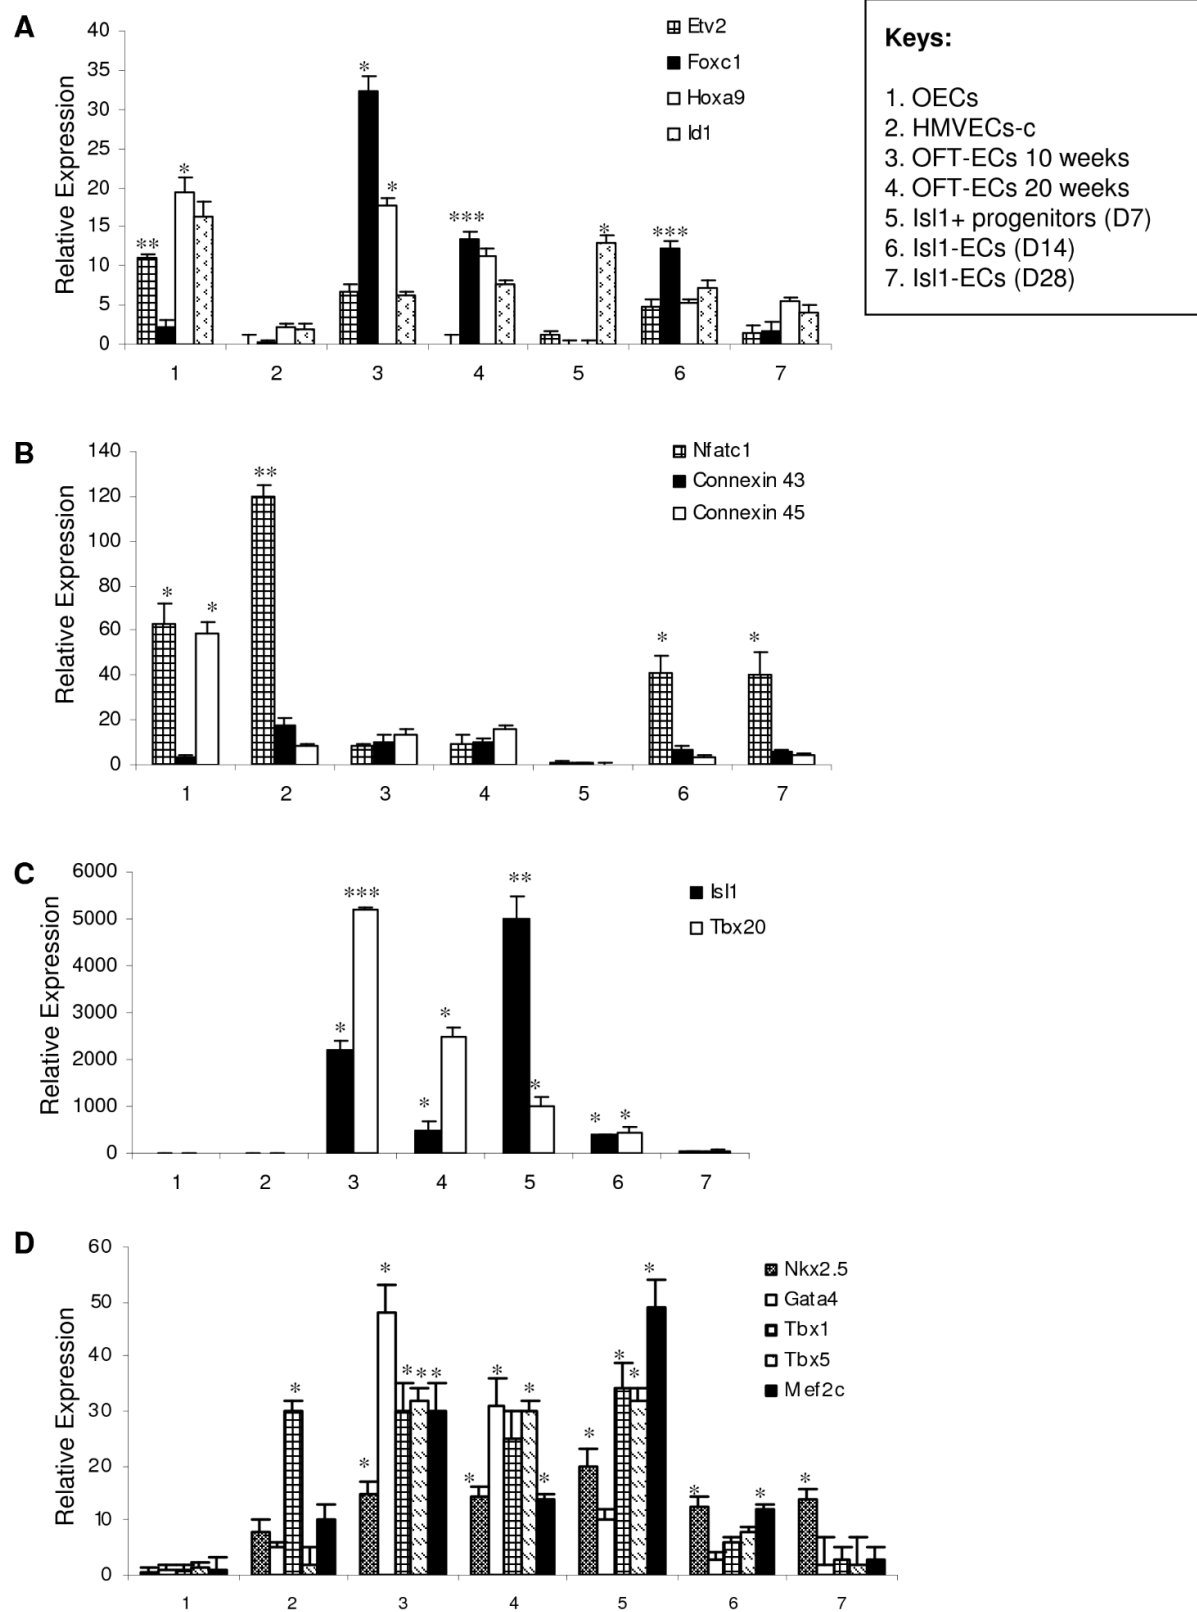 A
Relative Expression
40
35
30
25
20
15
10
5
0
** * * * *** * ***
1 2 3 4 5 6 7
Etv2
Foxc1
Hoxa9
Id1
Keys:
1. OECs
2. HMVECs-c
3. OFT-ECs 10 weeks
4. OFT-ECs 20 weeks
5. Isl1+ progenitors (D7)
6. Isl1-ECs (D14)
7. Isl1-ECs (D28)
B
Relative Expression
140
120
100
80
60
40
20
0
* * ** * *
1 2 3 4 5 6 7
Nfatc1
Connexin 43
Connexin 45
C
Relative Expression
6000
5000
4000
3000
2000
1000
0
* *** * * ** * * *
1 2 3 4 5 6 7
Isl1
Tbx20
D
Relative Expression
60
50
40
30
20
10
0
* * * * * * * * * * * * * * * * *
1 2 3 4 5 6 7
Nkx2.5
Gata4
Tbx1
Tbx5
Mef2c